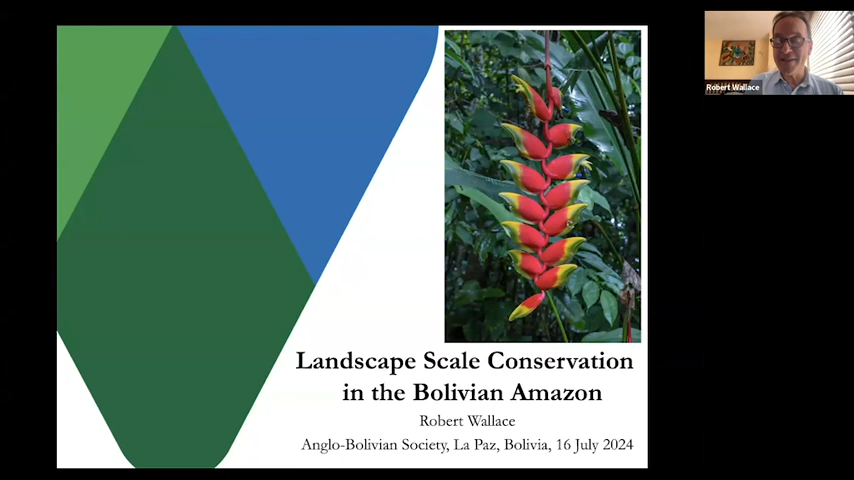 Robert Wallace
Landscape Scale Conservation
in the Bolivian Amazon
Robert Wallace
Anglo-Bolivian Society, La Paz, Bolivia, 16 July 2024